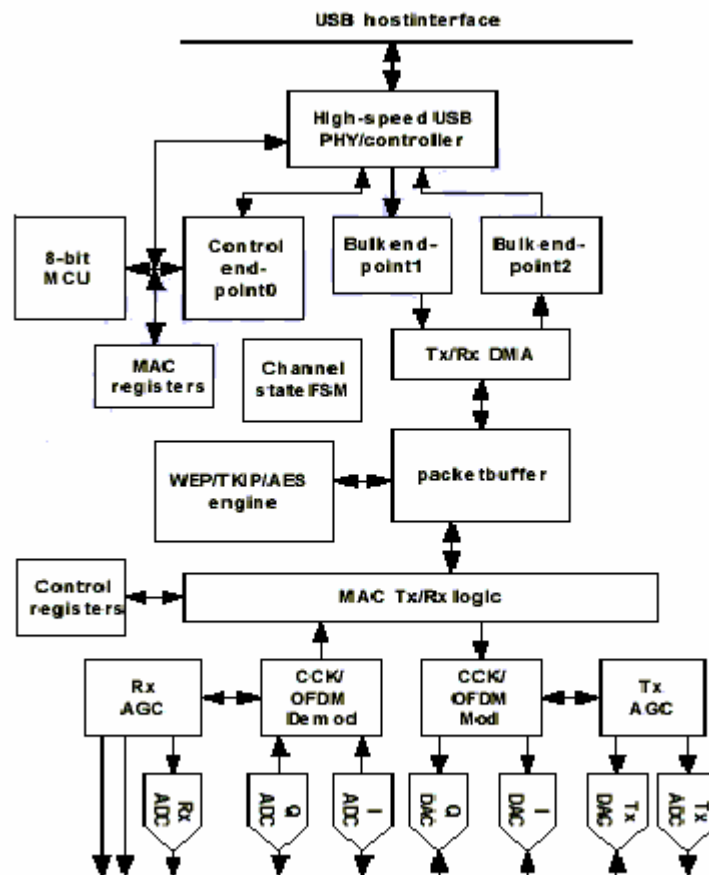 USB hostinterface
High-speed USB
PHY/controller
8-bit
MCU
Control
end-
point0
Bulk end-
point1
Bulk end-
point2
MAC
registers
Channel
state FSM
Tx/Rx DMA
WEP/TKIP/AES
engine
packetbuffer
Control
registers
MAC Tx/Rx logic
Rx
AGC
CCK/
OFDM
Demod
CCK/
OFDM
Mod
Tx
AGC
Rx
ADC
Q
ADC
I
ADC
Q
DAC
I
DAC
Tx
DAC
Tx
ADC